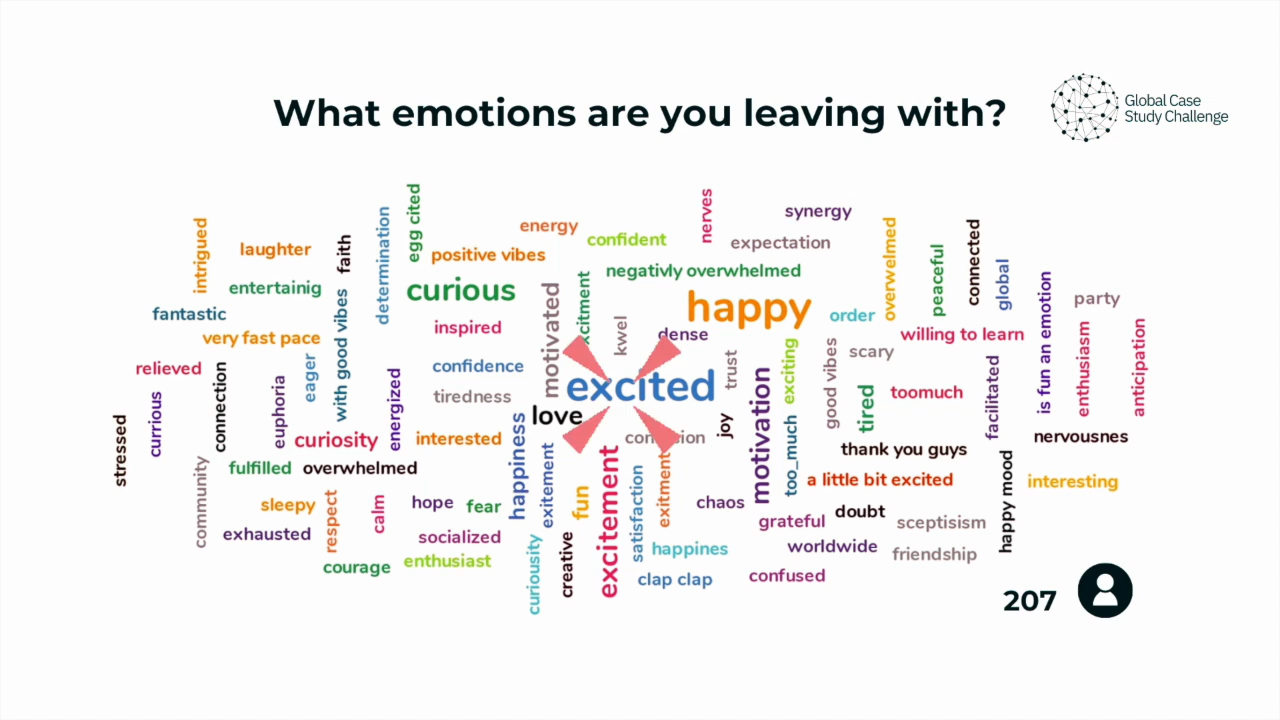 What emotions are you leaving with?
Global Case
Study Challenge
egg cited
nerves
synergy
determination
energy
intrigued
laughter
faith
positive vibes
confident
expectation
overwelmed
connected
peaceful
global
negativly overwhelmed
entertainig
curious
motivated
happy
is fun an emotion
party
fantastic
with good vibes
inspired
kwel
dense
order
willing to learn
enthusiasm
anticipation
very fast pace
eager
confidence
trust
exciting
good vibes
scary
relieved
connection
euphoria
energized
tiredness
excited
motivation
tired
toomuch
facilitated
stressed
currious
curiosity
interested
love
joy
too_much
thank you guys
nervousnes
community
fulfilled
overwhelmed
happiness
exitement
fun
excitement
satisfaction
exitment
a little bit excited
happy mood
interesting
sleepy
respect
calm
hope
fear
chaos
grateful
doubt
sceptisism
exhausted
socialized
curiousity
creative
happines
worldwide
friendship
courage
enthusiast
clap clap
confused
207